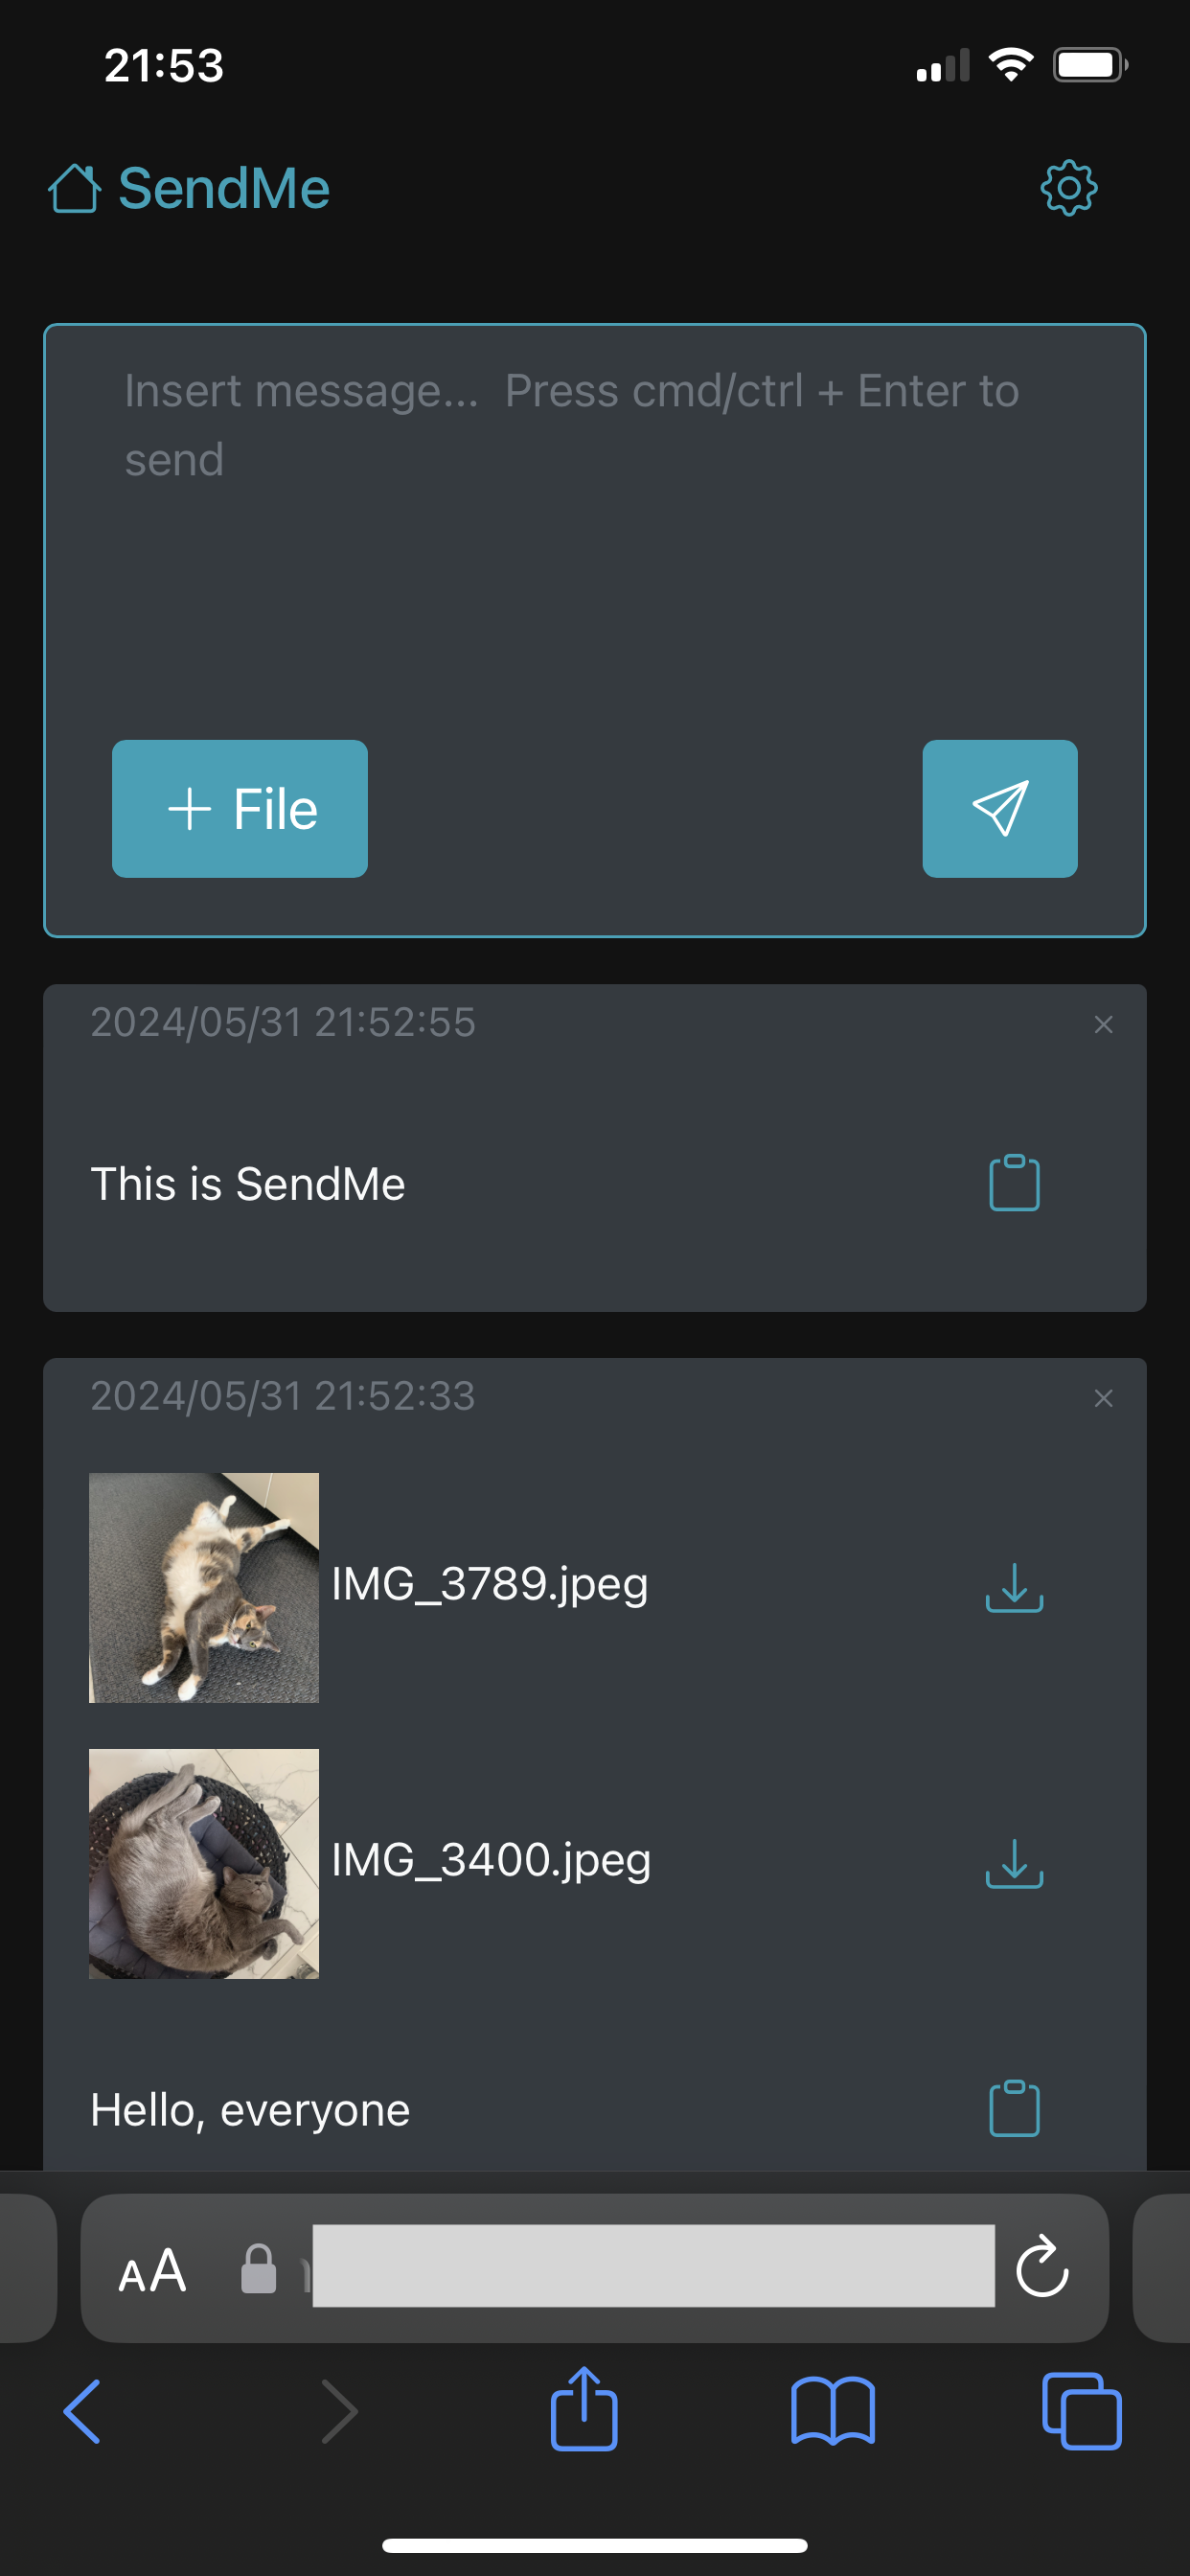 21:53
SendMe
Insert message...  Press cmd/ctrl + Enter to
send
+ File
2024/05/31 21:52:55
×
This is SendMe
2024/05/31 21:52:33
×
IMG_3789.jpeg
IMG_3400.jpeg
Hello, everyone
AA